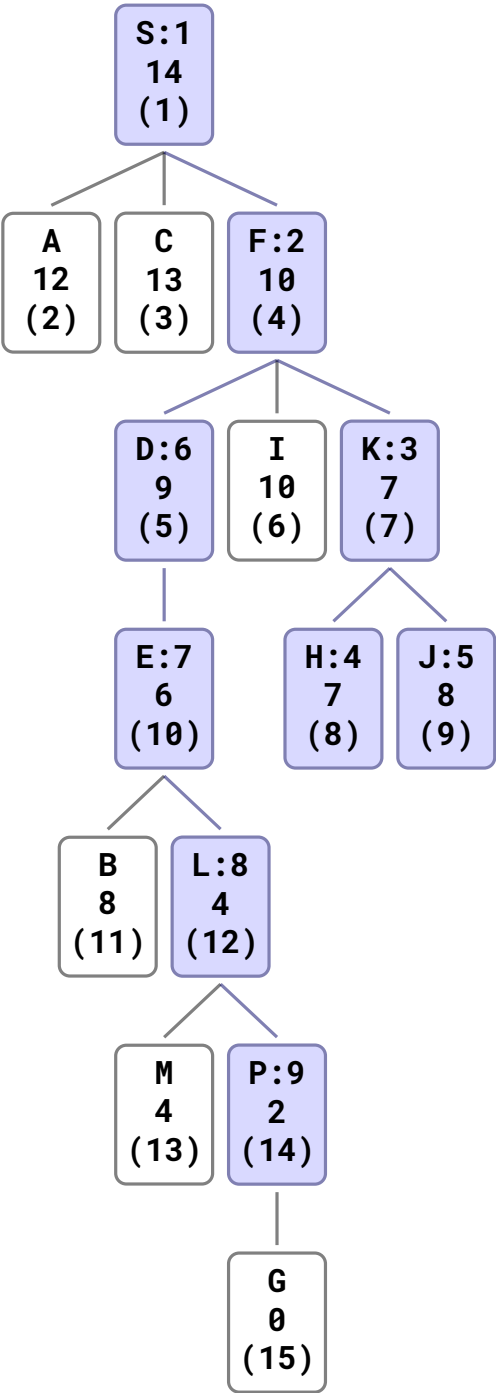 S:1
14
(1)
A
12
(2)
C
13
(3)
F:2
10
(4)
D:6
9
(5)
I
10
(6)
K:3
7
(7)
E:7
6
(10)
H:4
7
(8)
J:5
8
(9)
B
8
(11)
L:8
4
(12)
M
4
(13)
P:9
2
(14)
G
0
(15)